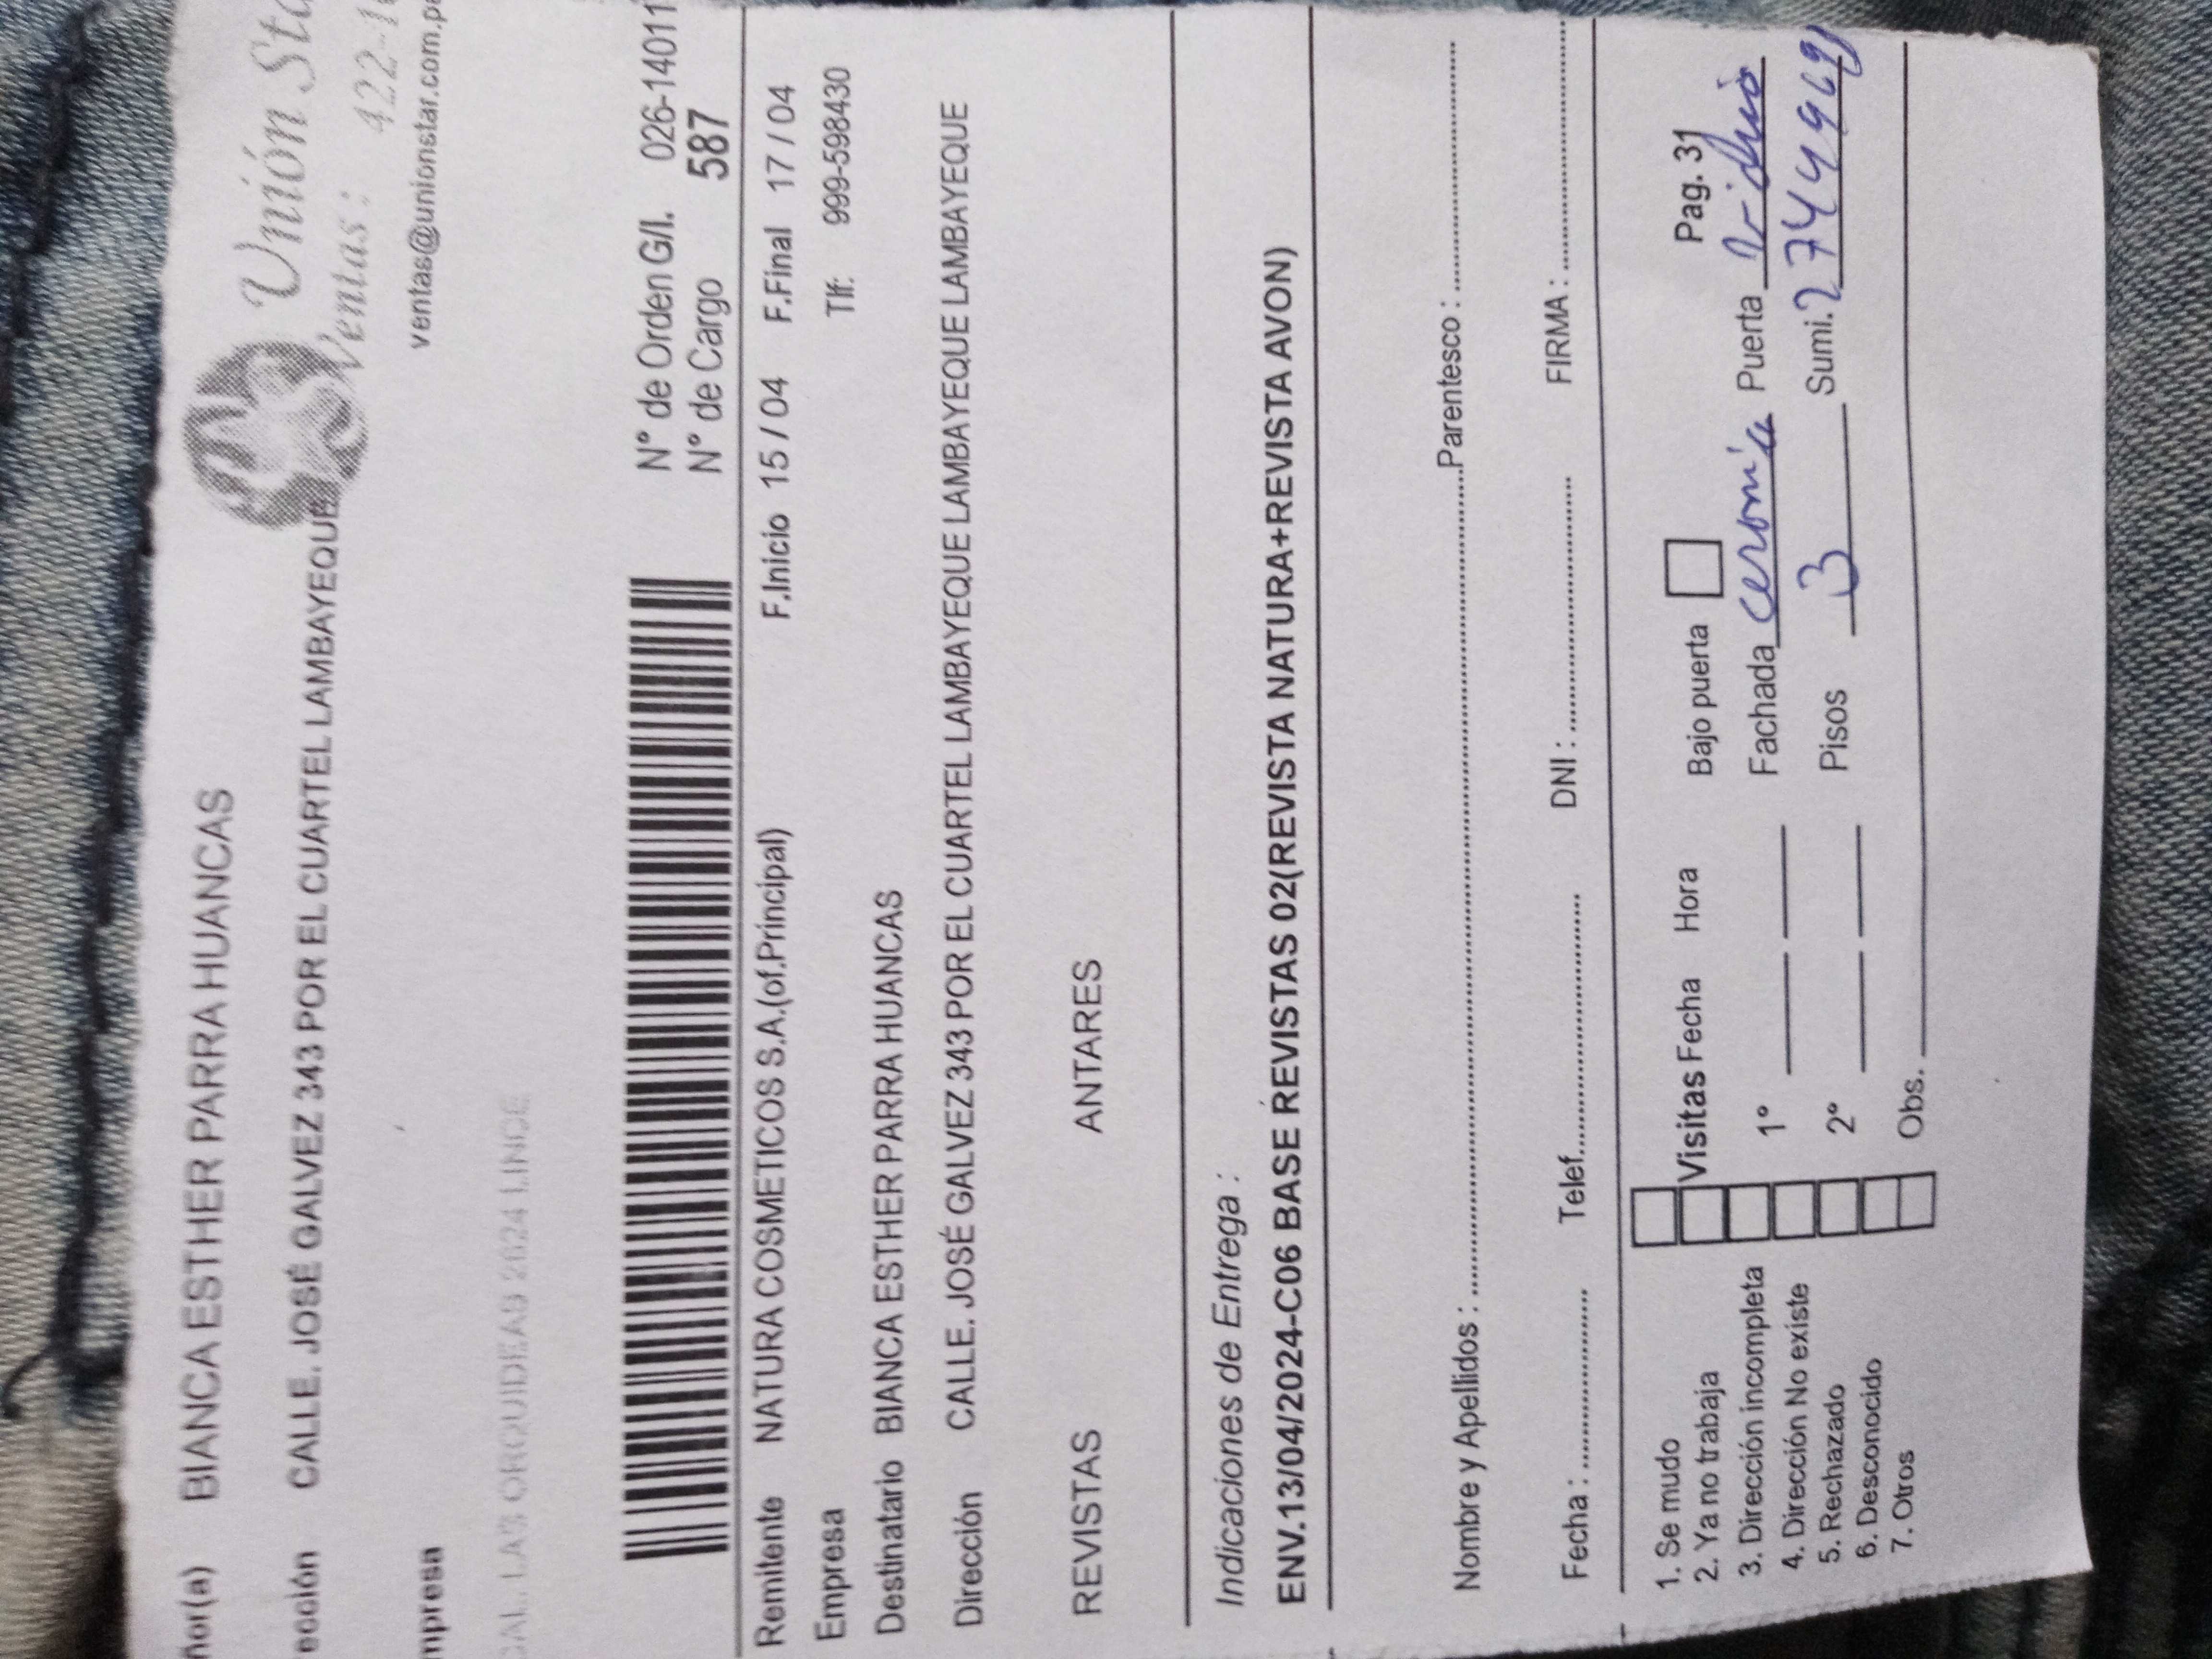 ñor(a) BIANCA ESTHER PARRA HUANCAS
ección CALLE. JOSÉ GALVEZ 343 POR EL CUARTEL LAMBAYEQUE
mpresa
Unión Sta
Ventas: 422-1
ventas@unionstar.com.p
CAL. LAS ORQUIDEAS 2624 LINCE
N° de Orden G/I. 026-14011
N° de Cargo 587
Remitente NATURA COSMETICOS S.A.(of.Principal) F.Inicio 15 / 04 F.Final 17 / 04
Empresa Tlf: 999-598430
Destinatario BIANCA ESTHER PARRA HUANCAS
Dirección CALLE. JOSÉ GALVEZ 343 POR EL CUARTEL LAMBAYEQUE LAMBAYEQUE LAMBAYEQUE
REVISTAS ANTARES
Indicaciones de Entrega :
ENV.13/04/2024-C06 BASE REVISTAS 02(REVISTA NATURA+REVISTA AVON)
Nombre y Apellidos : Parentesco :
Fecha : Telef. DNI : FIRMA :
1. Se mudo
2. Ya no trabaja
3. Dirección incompleta
4. Dirección No existe
5. Rechazado
6. Desconocido
7. Otros
Visitas Fecha Hora Bajo puerta Pag. 31
1° Fachada Puerta
2° Pisos 3 Sumi.
Obs.